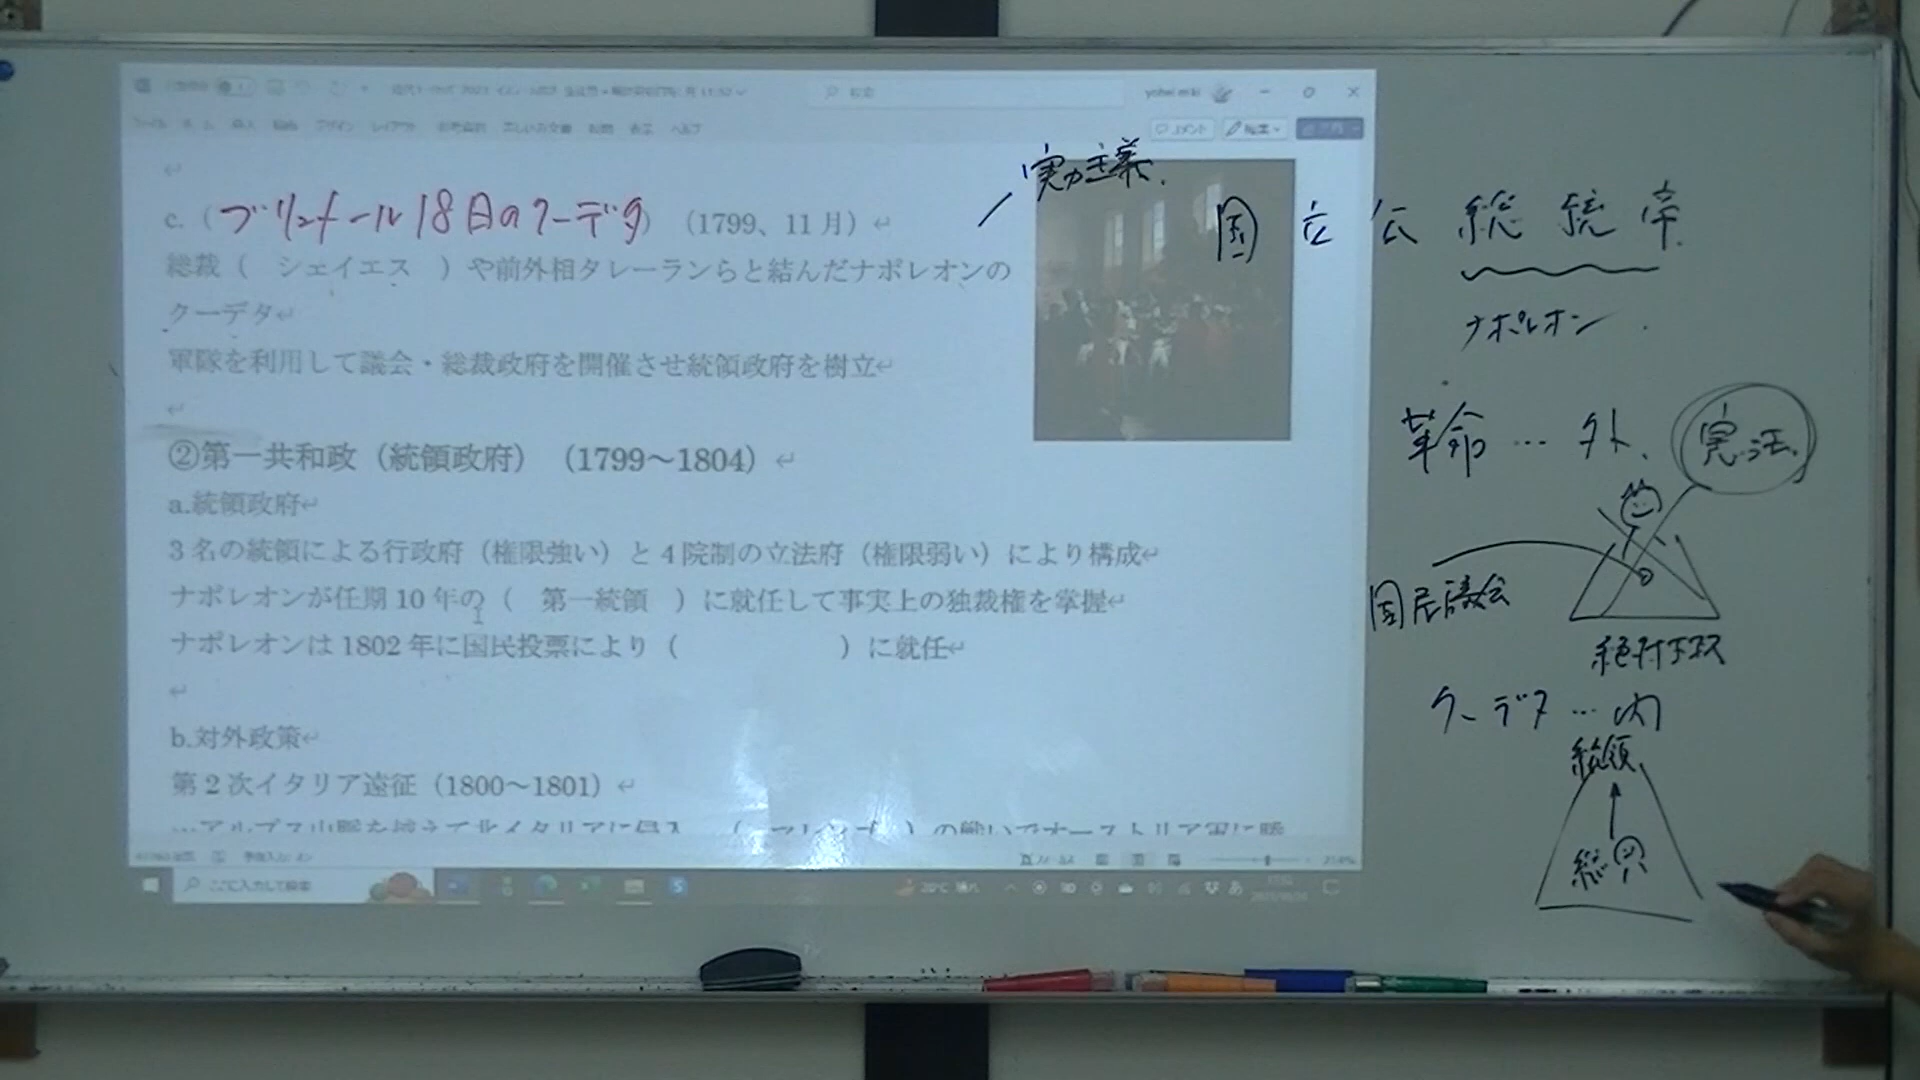 c.（ブリュメール18日のクーデタ）（1799、11月）
総裁（ シェイエス ）や前外相タレーランらと結んだナポレオンの
クーデタ
軍隊を利用して議会・総裁政府を開催させ統領政府を樹立
②第一共和政（統領政府）（1799～1804）
a.統領政府
3名の統領による行政府（権限強い）と4院制の立法府（権限弱い）により構成
ナポレオンが任期10年の（ 第一統領 ）に就任して事実上の独裁権を掌握
ナポレオンは1802年に国民投票により（ ）に就任
b.対外政策
第2次イタリア遠征（1800～1801）
ここに入力して検索
実力主義.
国 立 公 総 統 帝
ナポレオン
革命…外、憲法
国民議会
絶対王政
クーデタ…内
統領
総